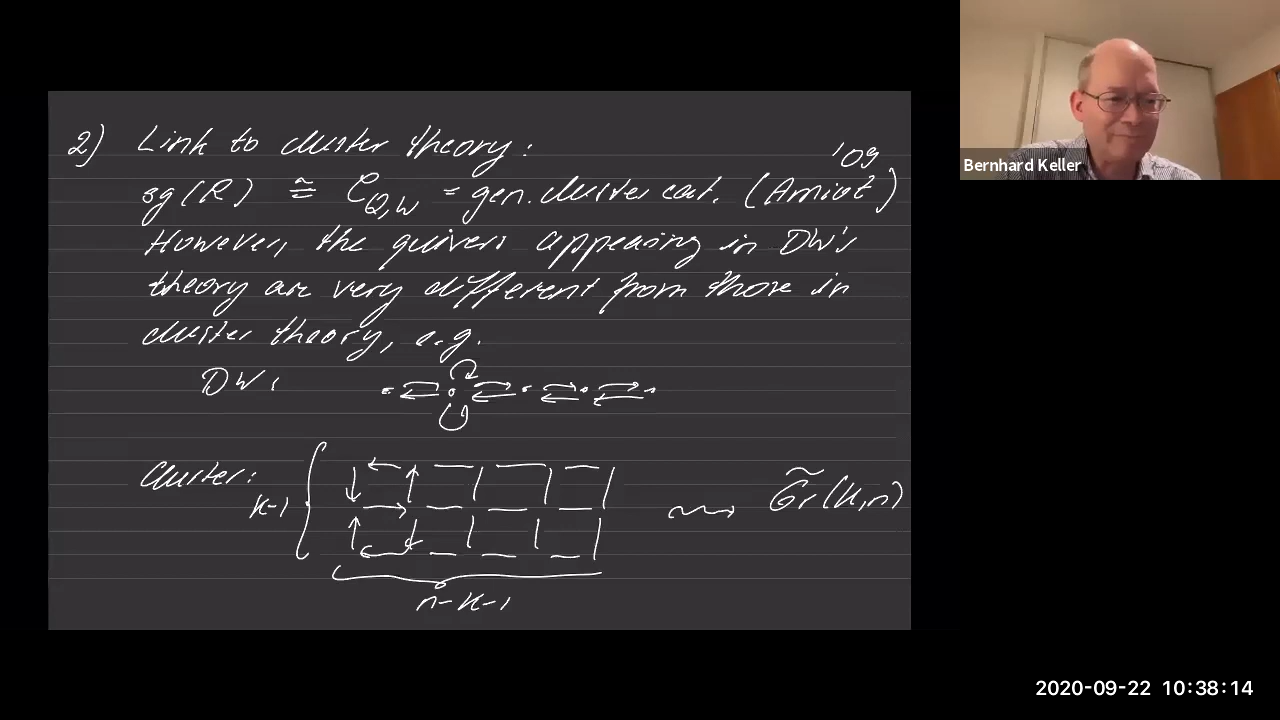 2) Link to cluster theory:
109
sg(R) ≅ C_{Q,W} = gen. cluster cat. (Amiot)
However, the quivers appearing in DW's
theory are very different from those in
cluster theory, e.g.
DW:
Cluster:
k-1
G̃r(k,n)
n-k-1
Bernhard Keller
2020-09-22 10:38:14